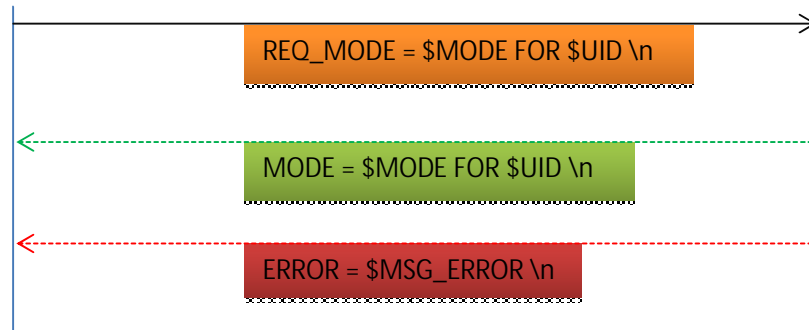 REQ_MODE = $MODE FOR $UID \n
MODE = $MODE FOR $UID \n
ERROR = $MSG_ERROR \n